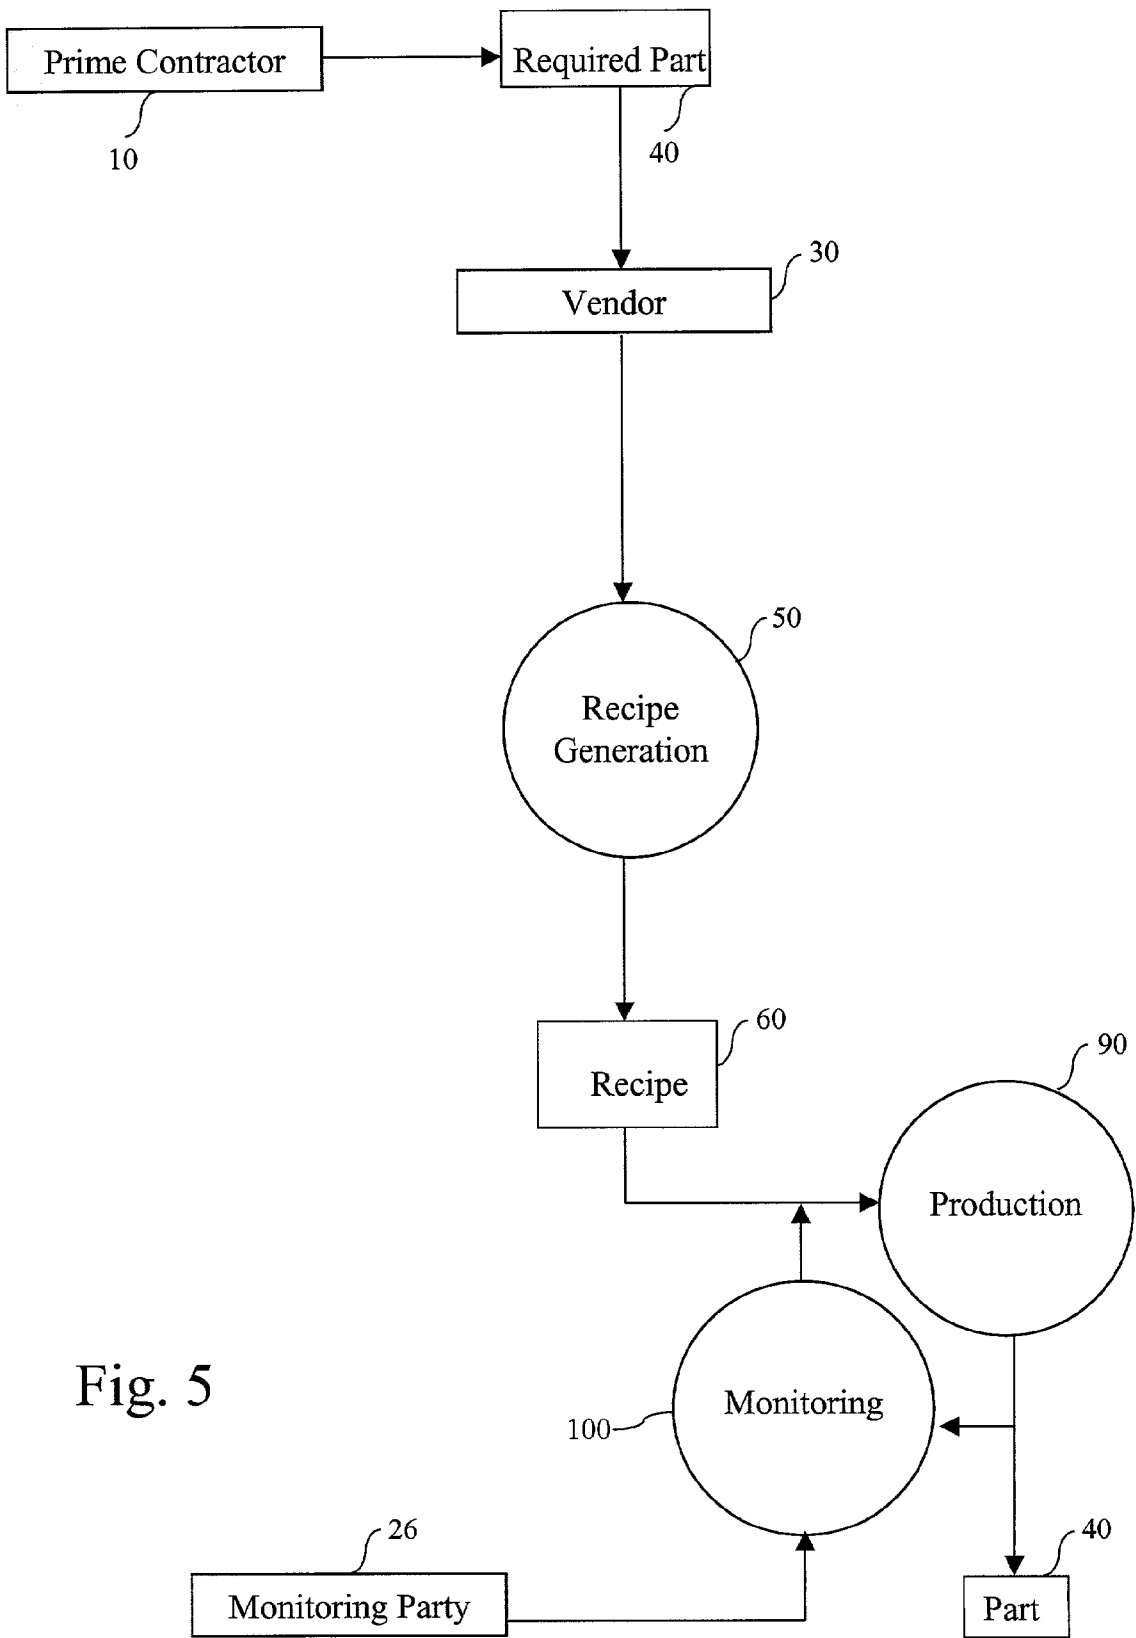 Prime Contractor
Required Part
10
40
30
Vendor
50
Recipe
Generation
60
Recipe
90
Production
Fig. 5
Monitoring
100
26
Monitoring Party
40
Part